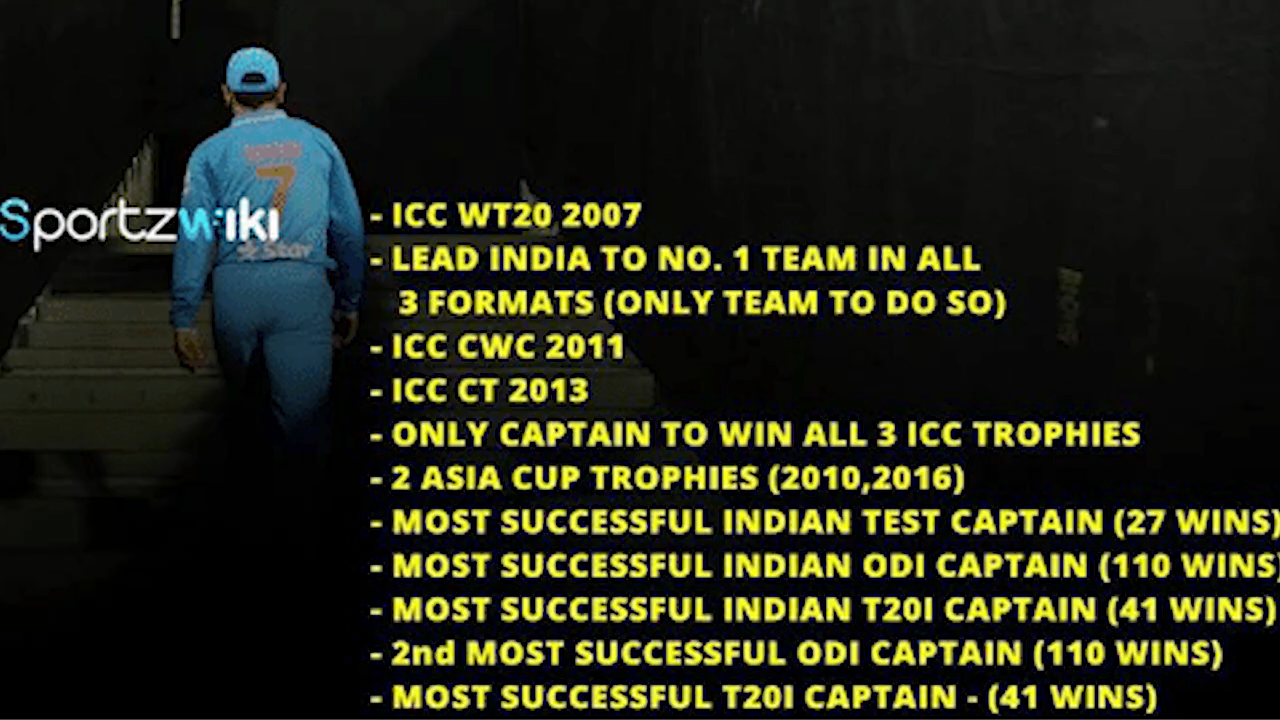 Sportzwiki
7
Star
- ICC WT20 2007
- LEAD INDIA TO NO. 1 TEAM IN ALL
3 FORMATS (ONLY TEAM TO DO SO)
- ICC CWC 2011
- ICC CT 2013
- ONLY CAPTAIN TO WIN ALL 3 ICC TROPHIES
- 2 ASIA CUP TROPHIES (2010,2016)
- MOST SUCCESSFUL INDIAN TEST CAPTAIN (27 WINS)
- MOST SUCCESSFUL INDIAN ODI CAPTAIN (110 WINS)
- MOST SUCCESSFUL INDIAN T20I CAPTAIN (41 WINS)
- 2nd MOST SUCCESSFUL ODI CAPTAIN (110 WINS)
- MOST SUCCESSFUL T20I CAPTAIN - (41 WINS)